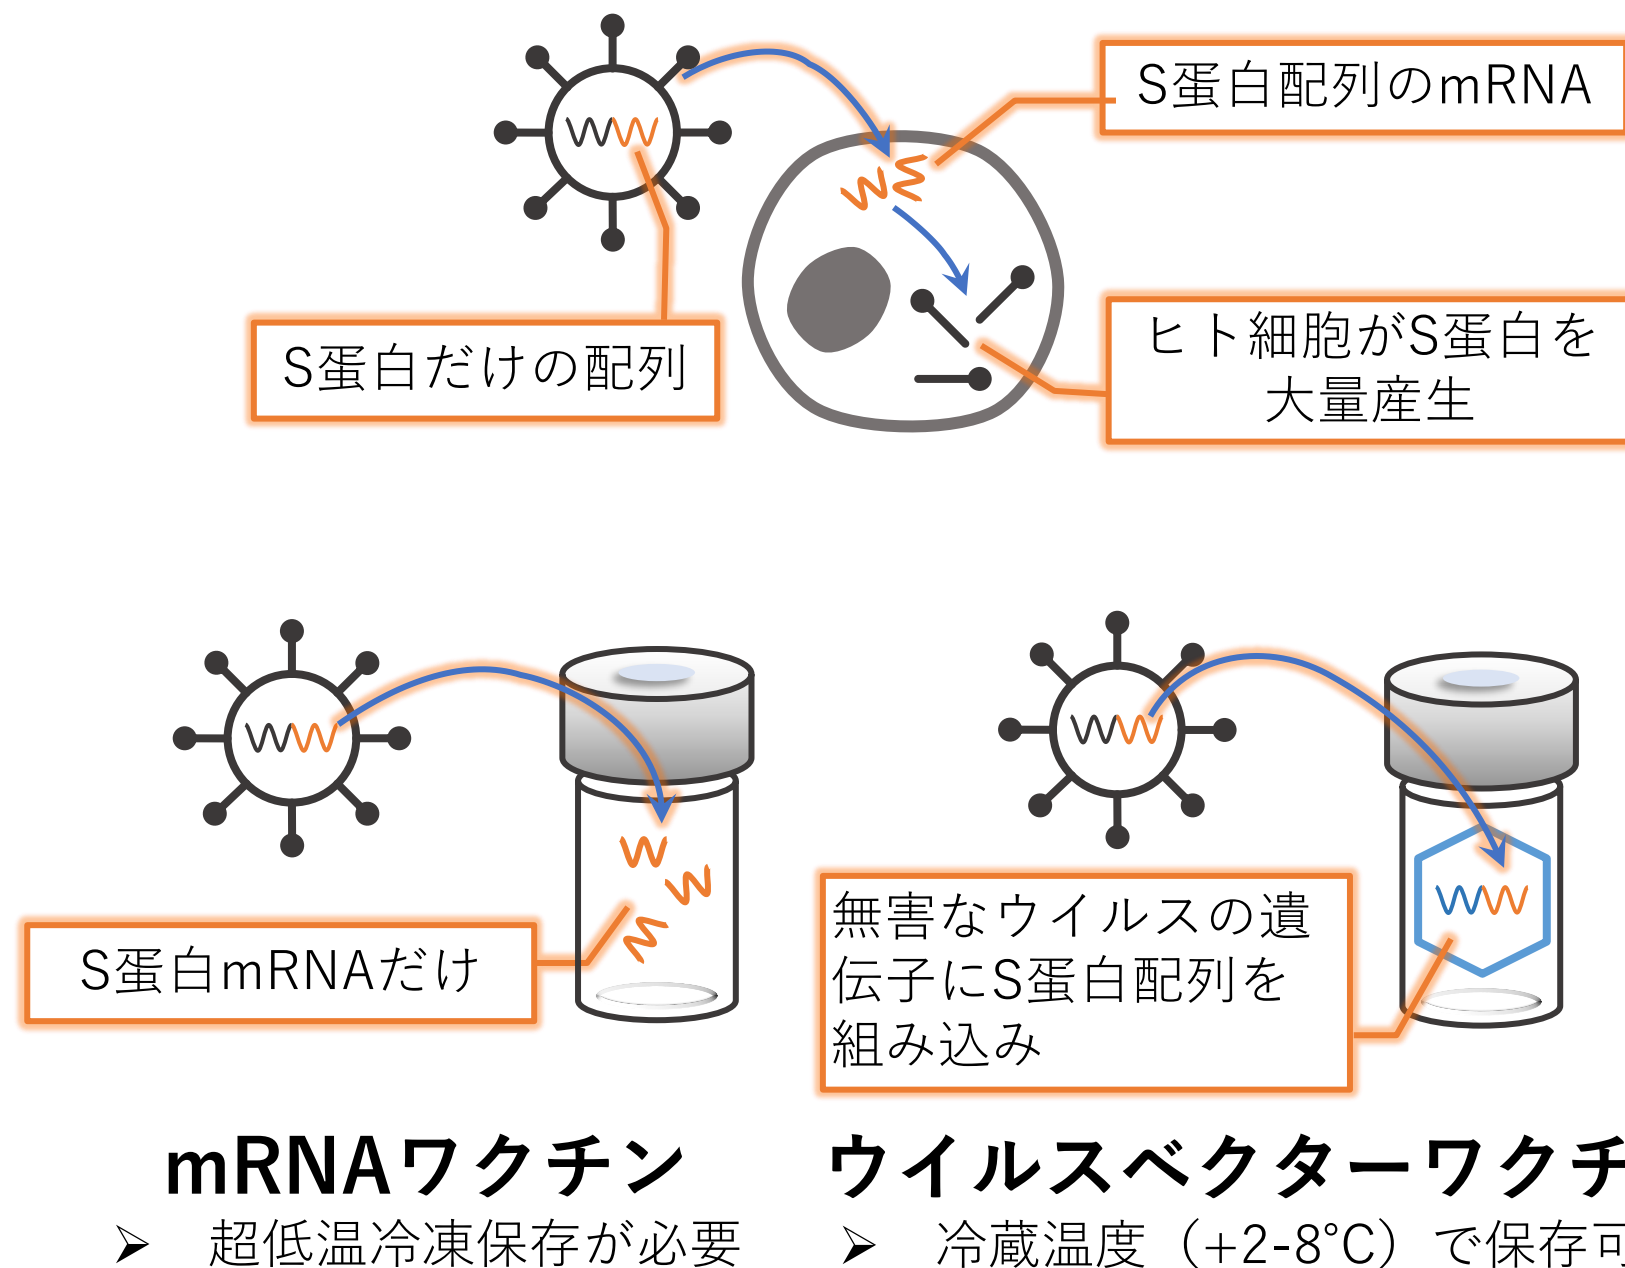 S蛋白配列のmRNA
S蛋白だけの配列
ヒト細胞がS蛋白を
大量産生
S蛋白mRNAだけ
無害なウイルスの遺
伝子にS蛋白配列を
組み込み
mRNAワクチン
➢ 超低温冷凍保存が必要
ウイルスベクターワクチ
➢ 冷蔵温度（+2-8°C）で保存可